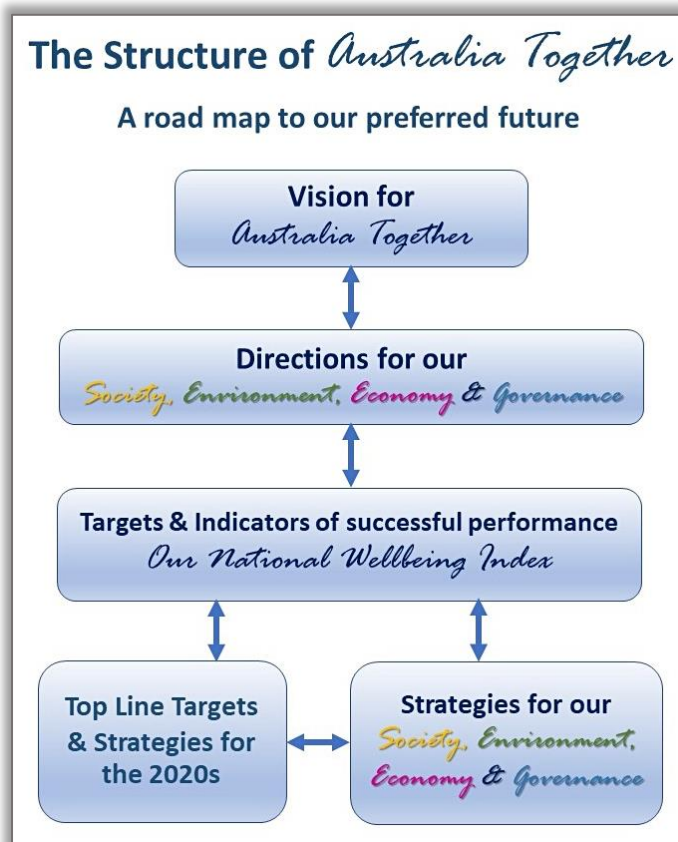 The Structure of Australia Together
A road map to our preferred future
Vision for
Australia Together
Directions for our
Society, Environment, Economy & Governance
Targets & Indicators of successful performance
Our National Wellbeing Index
Top Line Targets
& Strategies for
the 2020s
Strategies for our
Society, Environment,
Economy & Governance